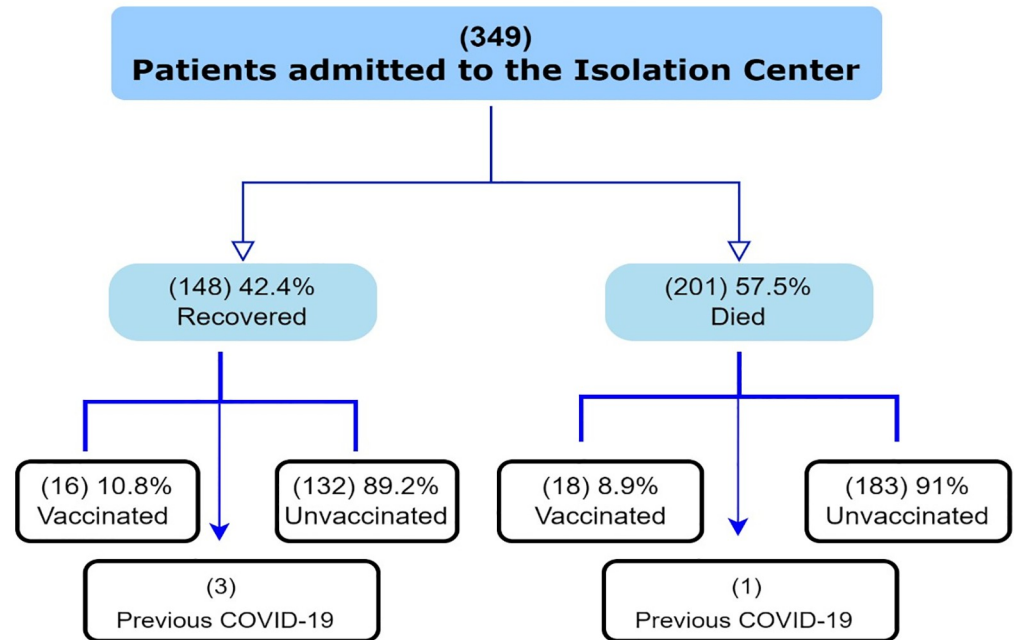 (349)
Patients admitted to the Isolation Center
(148) 42.4%
Recovered
(201) 57.5%
Died
(16) 10.8%
Vaccinated
(132) 89.2%
Unvaccinated
(18) 8.9%
Vaccinated
(183) 91%
Unvaccinated
(3)
Previous COVID-19
(1)
Previous COVID-19